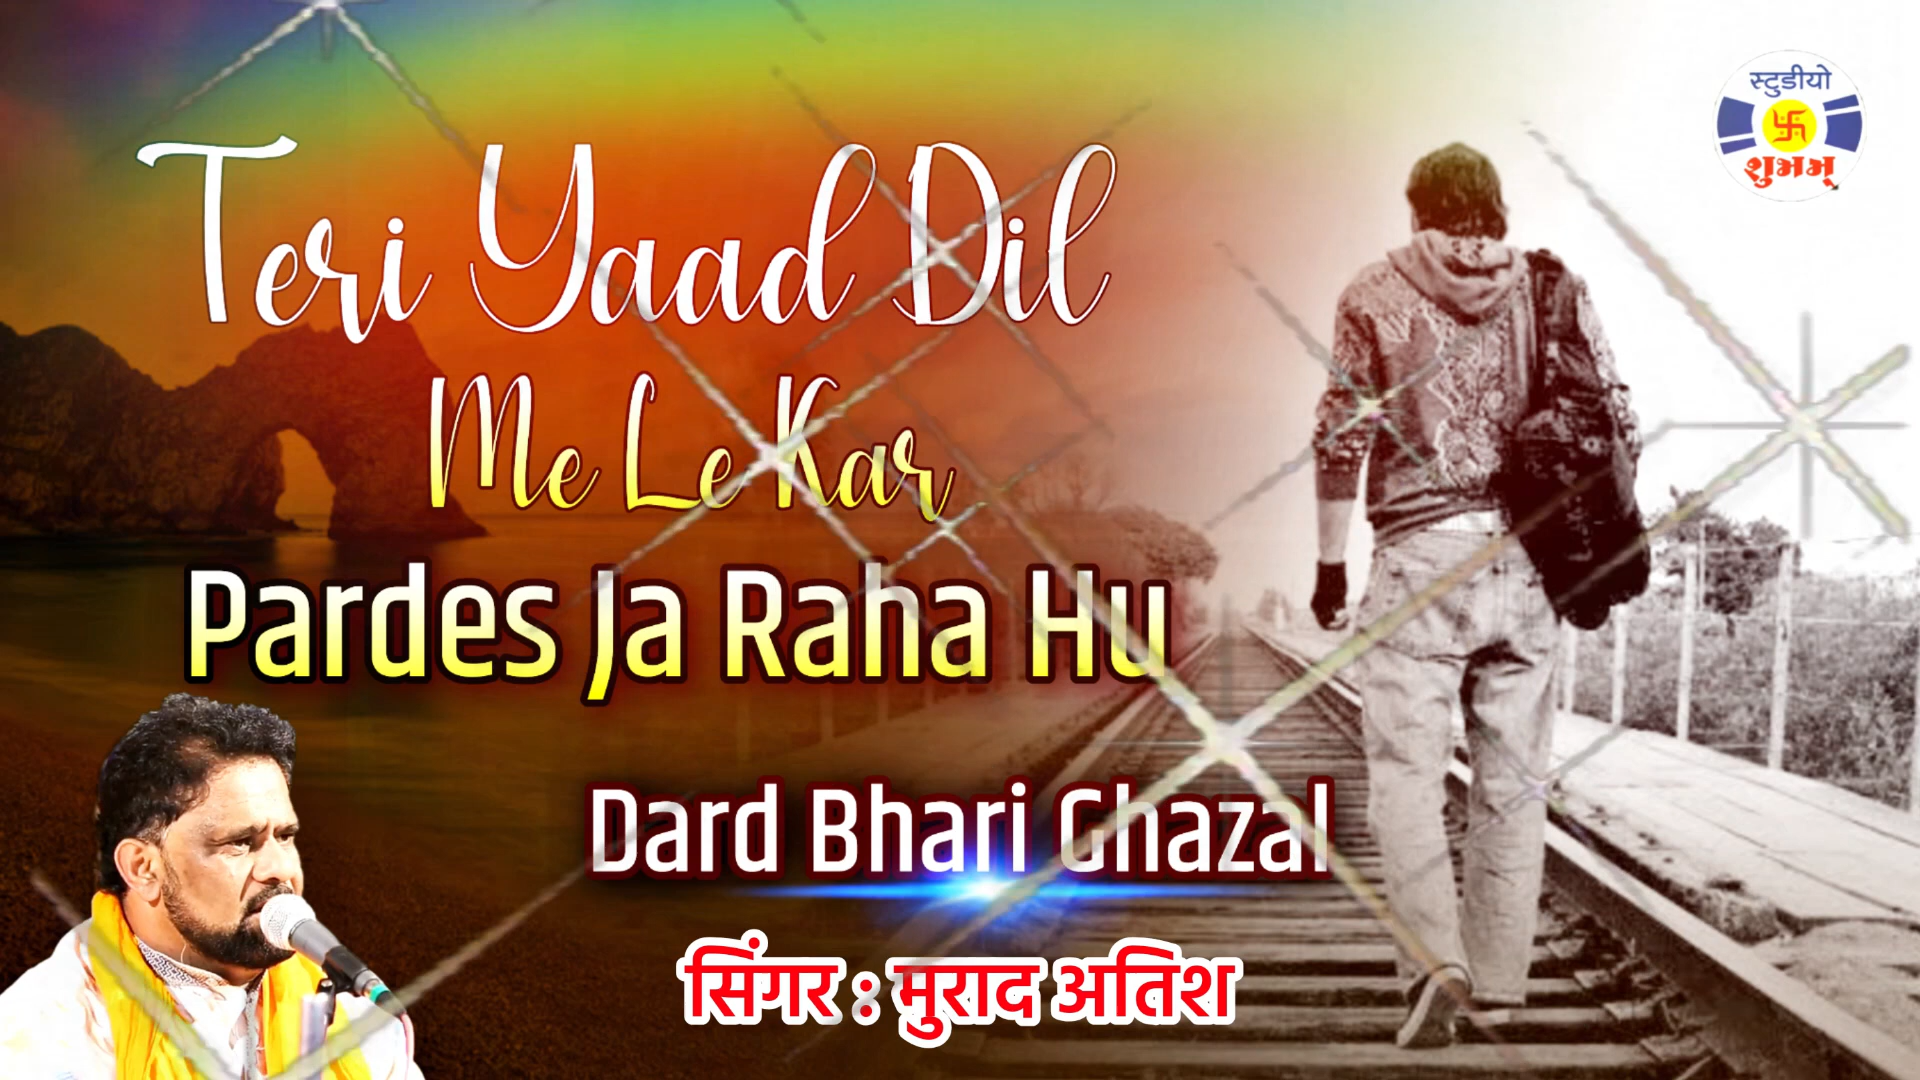 स्टुडीयो
शुभम्
Teri Yaad Dil
Me Le Kar
Pardes Ja Raha Hu
Dard Bhari Ghazal
सिंगर : मुराद अतिश